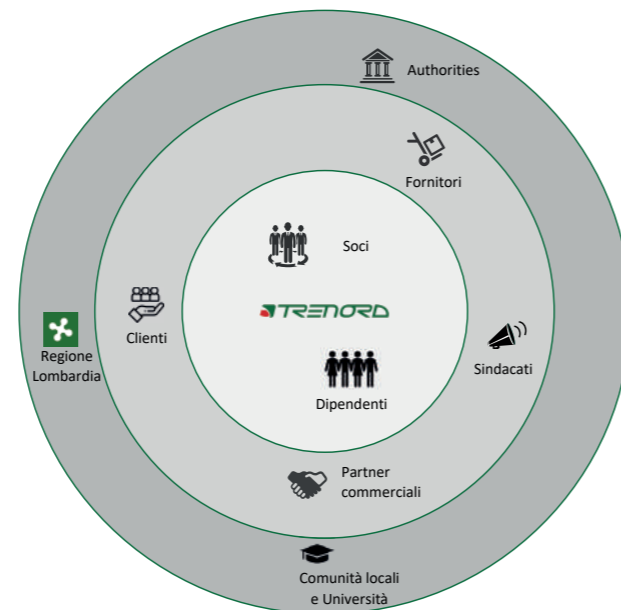 Authorities
Fornitori
Soci
TRENORD
Clienti
Regione
Lombardia
Sindacati
Dipendenti
Partner
commerciali
Comunità locali
e Università